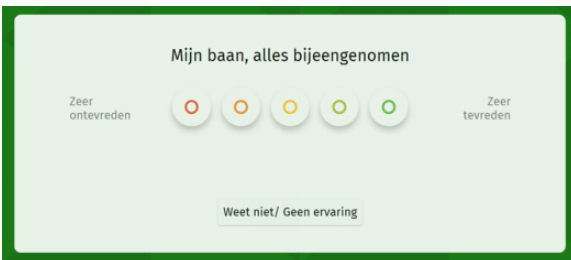 Mijn baan, alles bijeengenomen
Zeer
ontevreden
Zeer
tevreden
Weet niet/ Geen ervaring